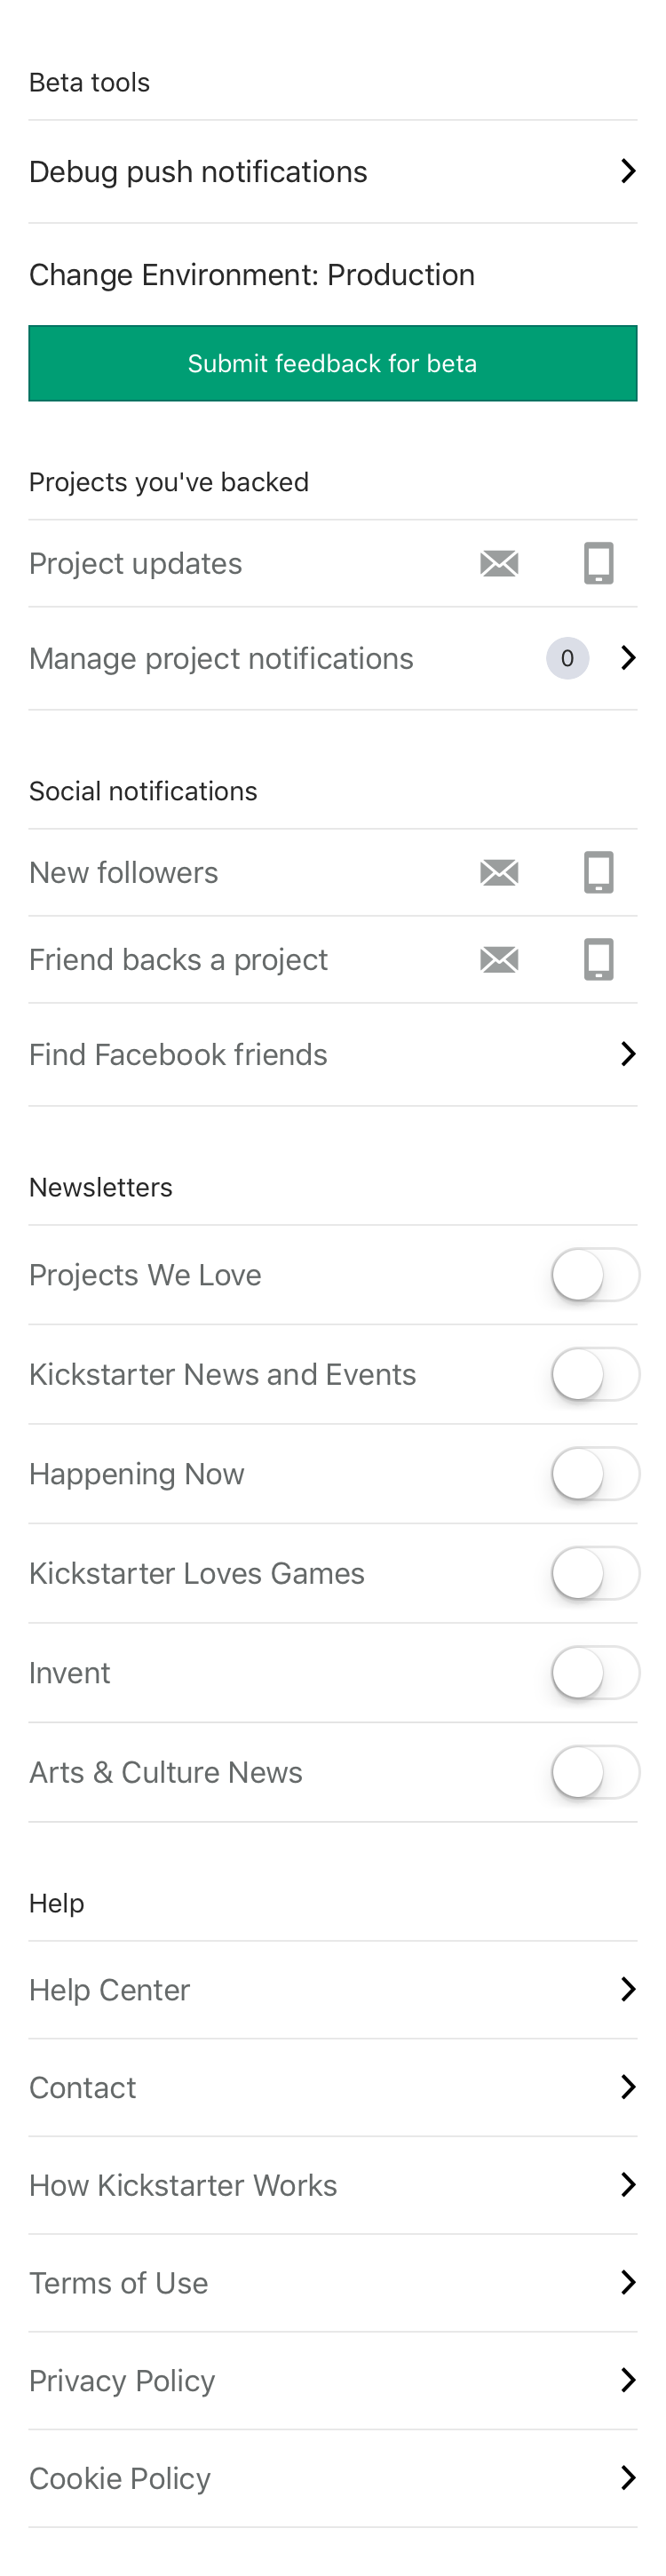 Beta tools
Debug push notifications
Change Environment: Production
Submit feedback for beta
Projects you've backed
Project updates
Manage project notifications 0
Social notifications
New followers
Friend backs a project
Find Facebook friends
Newsletters
Projects We Love
Kickstarter News and Events
Happening Now
Kickstarter Loves Games
Invent
Arts & Culture News
Help
Help Center
Contact
How Kickstarter Works
Terms of Use
Privacy Policy
Cookie Policy